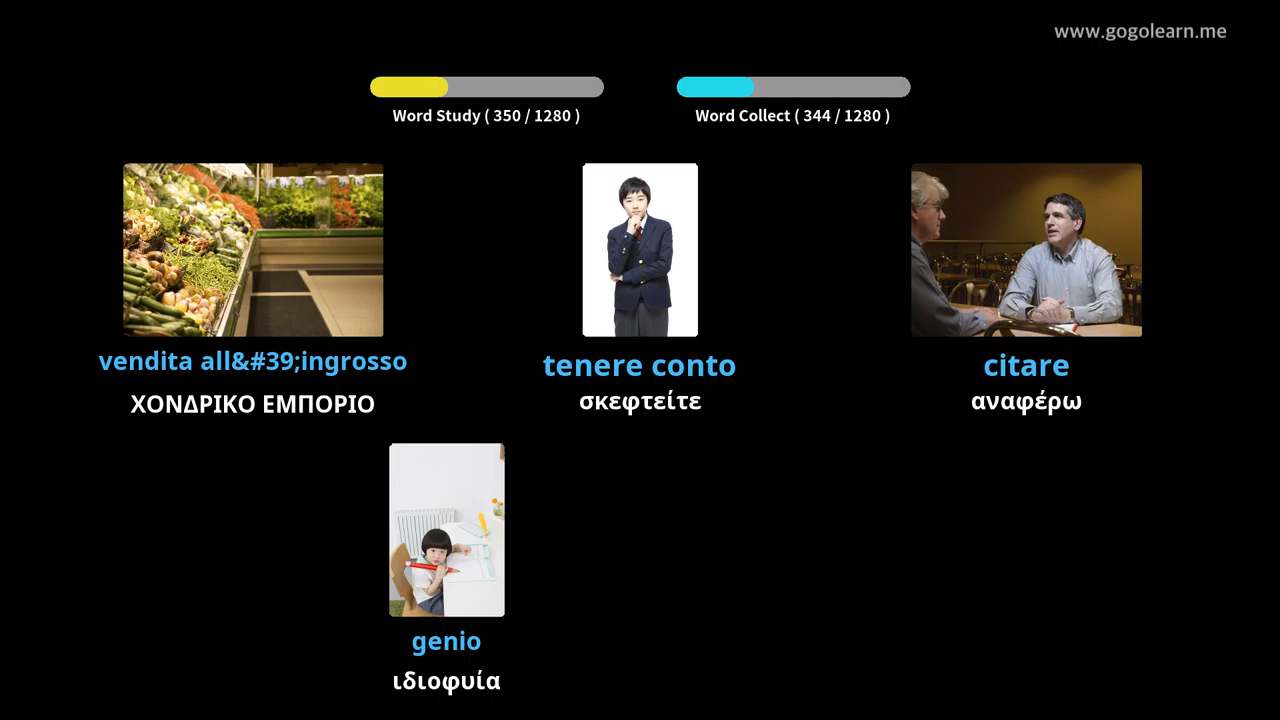 www.gogolearn.me
Word Study ( 350 / 1280 )
Word Collect ( 344 / 1280 )
vendita all&#39;ingrosso
ΧΟΝΔΡΙΚΟ ΕΜΠΟΡΙΟ
tenere conto
σκεφτείτε
citare
αναφέρω
genio
ιδιοφυία